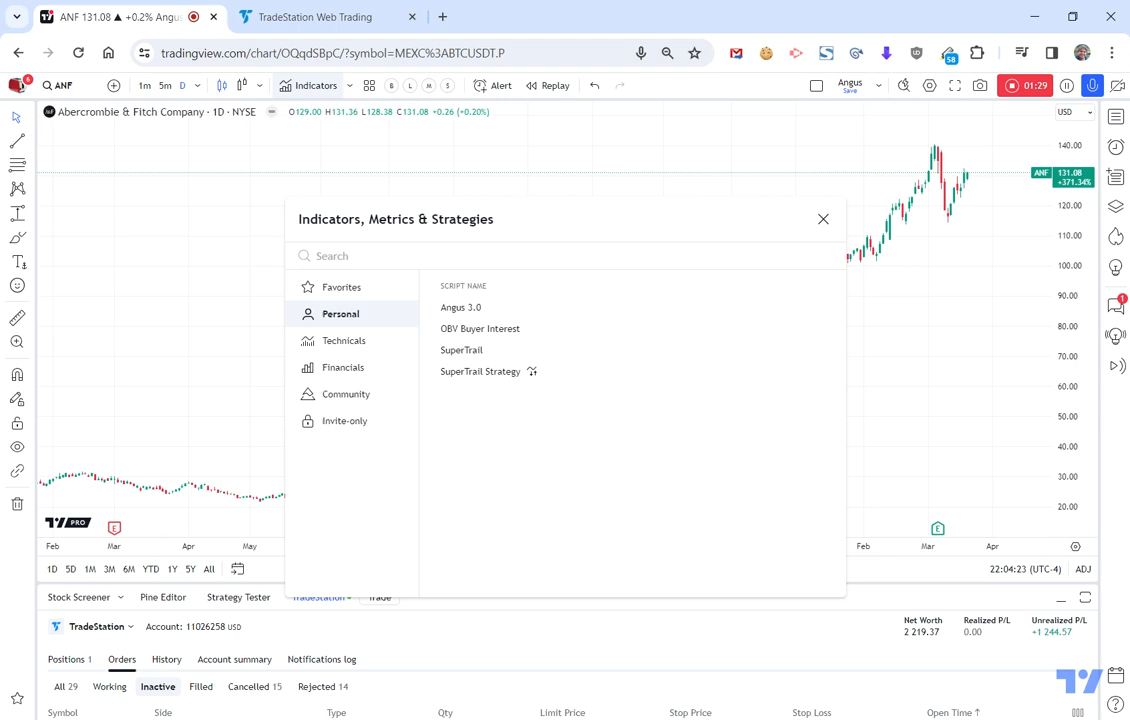 ANF 131.08 ▲ +0.2% Angus
TradeStation Web Trading
tradingview.com/chart/OQqdSBpC/?symbol=MEXC%3ABTCUSDT.P
58
6
ANF
1m
5m
D
Indicators
B
L
M
S
Alert
Replay
Angus
Save
01:29
Abercrombie & Fitch Company · 1D · NYSE
O129.00 H131.36 L128.38 C131.08 +0.26 (+0.20%)
USD
140.00
ANF 131.08
+371.34%
120.00
110.00
100.00
90.00
80.00
70.00
60.00
50.00
40.00
30.00
20.00
Indicators, Metrics & Strategies
Search
Favorites
Personal
Technicals
Financials
Community
Invite-only
SCRIPT NAME
Angus 3.0
OBV Buyer Interest
SuperTrail
SuperTrail Strategy
1
PRO
E
E
Feb
Mar
Apr
May
Feb
Mar
Apr
1D
5D
1M
3M
6M
YTD
1Y
5Y
All
22:04:23 (UTC-4)
ADJ
Stock Screener
Pine Editor
Strategy Tester
TradeStation
Trade
TradeStation
Account: 11026258 USD
Net Worth
2 219.37
Realized P/L
0.00
Unrealized P/L
+1 244.57
Positions 1
Orders
History
Account summary
Notifications log
All 29
Working
Inactive
Filled
Cancelled 15
Rejected 14
Symbol
Side
Type
Qty
Limit Price
Stop Price
Stop Loss
Open Time ↑